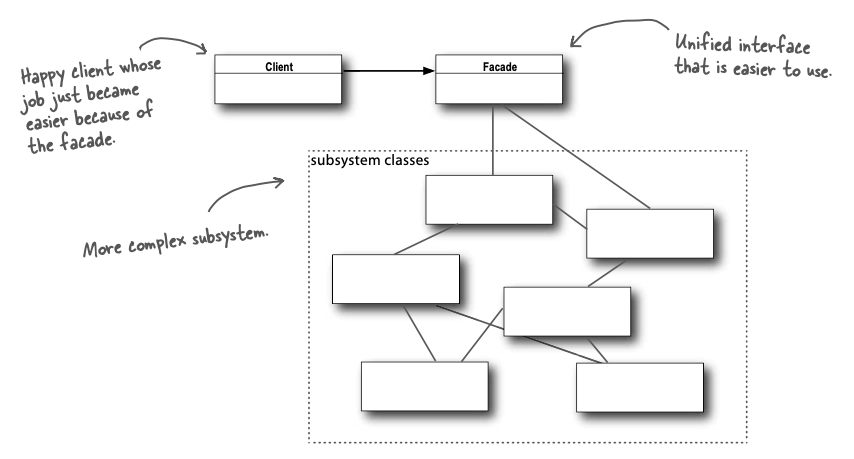 Client
Facade
Unified interface
that is easier to use.
Happy client whose
job just became
easier because of
the facade.
subsystem classes
More complex subsystem.